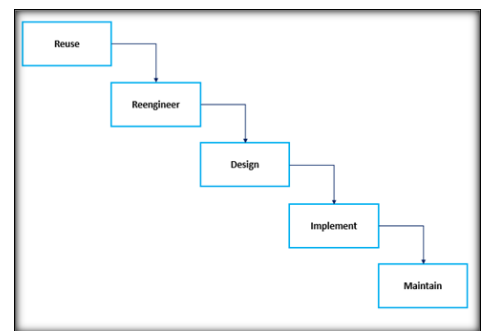 Reuse
Reengineer
Design
Implement
Maintain